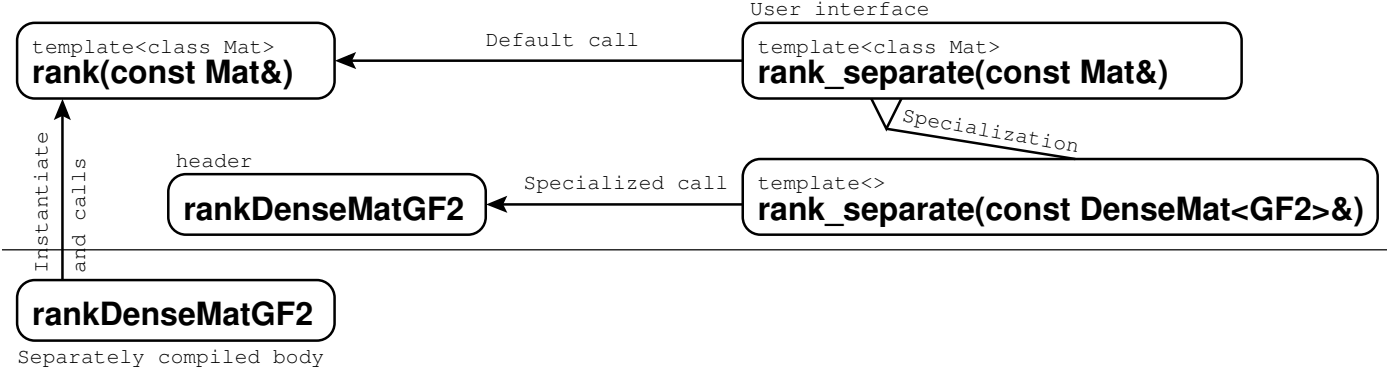 User interface
template<class Mat>
rank(const Mat&)
Default call
template<class Mat>
rank_separate(const Mat&)
Specialization
Instantiate
and calls
header
rankDenseMatGF2
Specialized call
template<>
rank_separate(const DenseMat<GF2>&)
rankDenseMatGF2
Separately compiled body